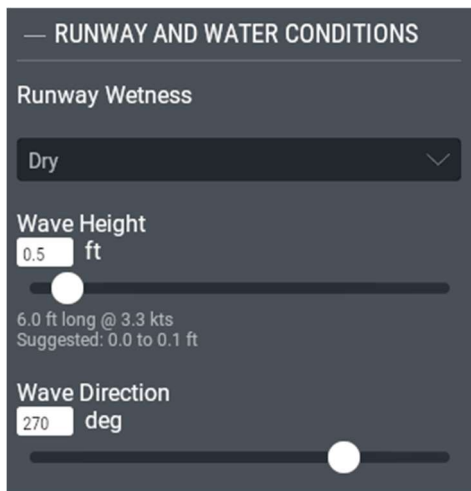 — RUNWAY AND WATER CONDITIONS
Runway Wetness
Dry
Wave Height
0.5 ft
6.0 ft long @ 3.3 kts
Suggested: 0.0 to 0.1 ft
Wave Direction
270 deg